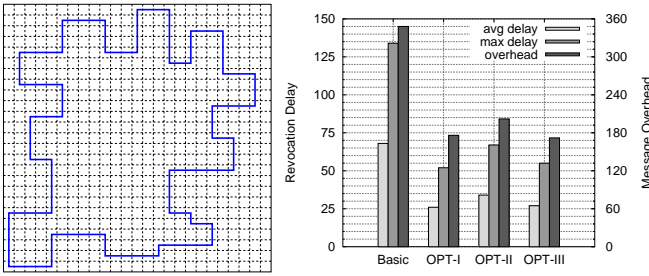 150
125
100
75
50
25
0
Revocation Delay
avg delay
max delay
overhead
360
300
240
180
120
60
0
Message Overhead
Basic
OPT-I
OPT-II
OPT-III